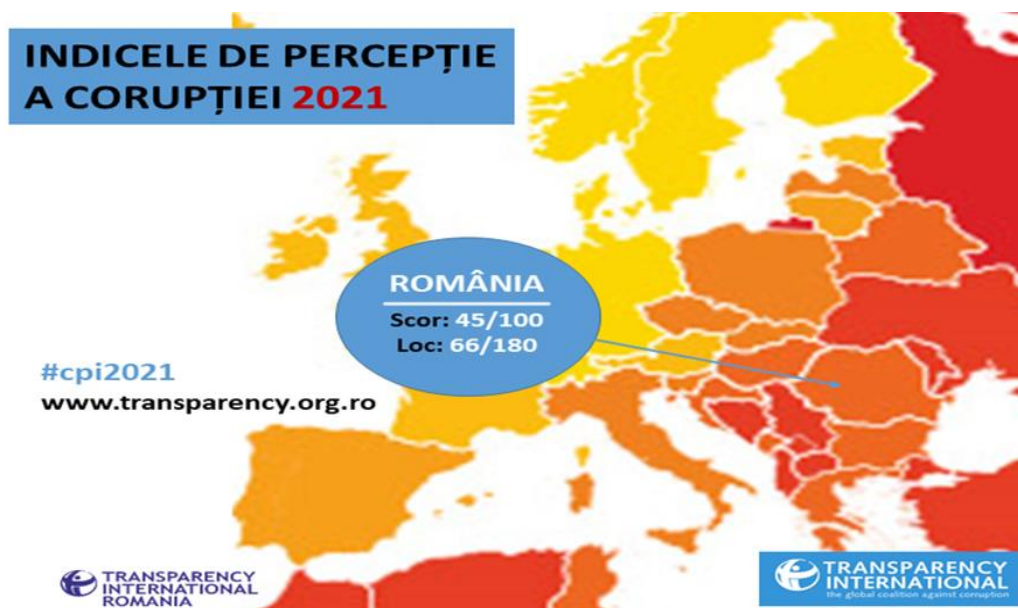 INDICELE DE PERCEPȚIE
A CORUPȚIEI 2021
ROMÂNIA
Scor: 45/100
Loc: 66/180
#cpi2021
www.transparency.org.ro
TRANSPARENCY
INTERNATIONAL
ROMANIA
TRANSPARENCY
INTERNATIONAL
the global coalition against corruption